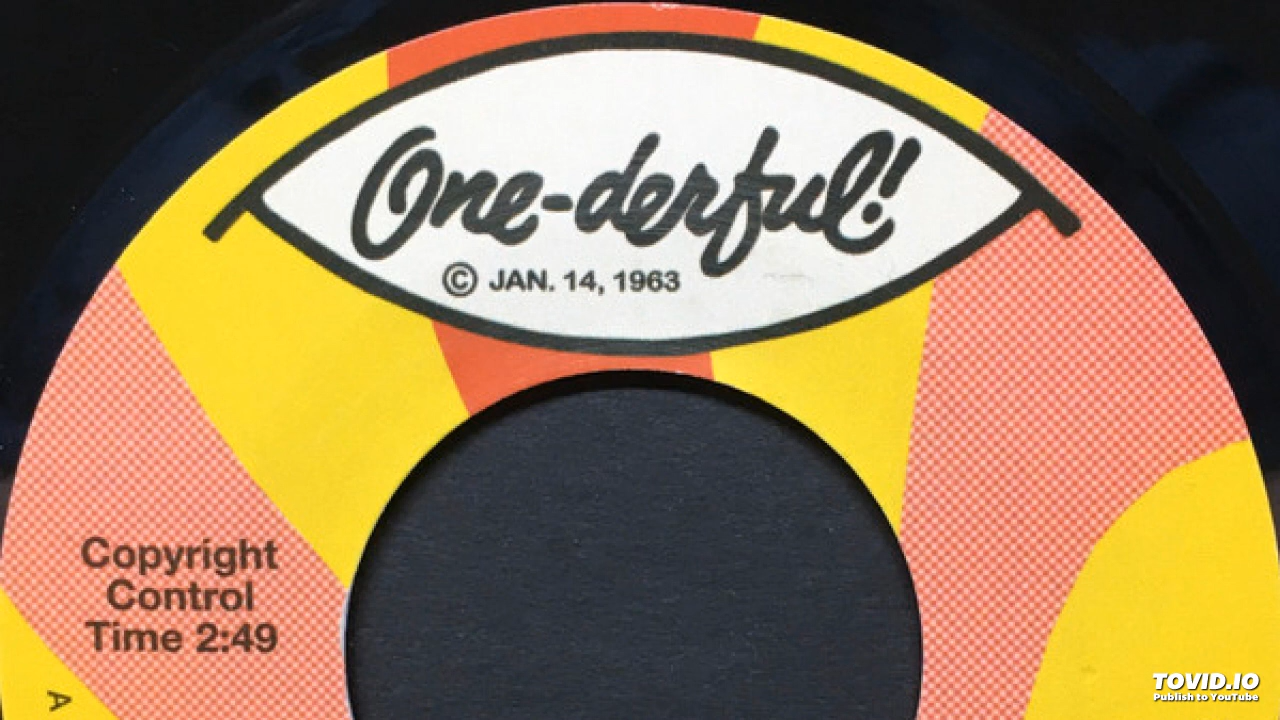 One-derful!
© JAN. 14, 1963
Copyright
Control
Time 2:49
A
TOVID.IO
Publish to YouTube